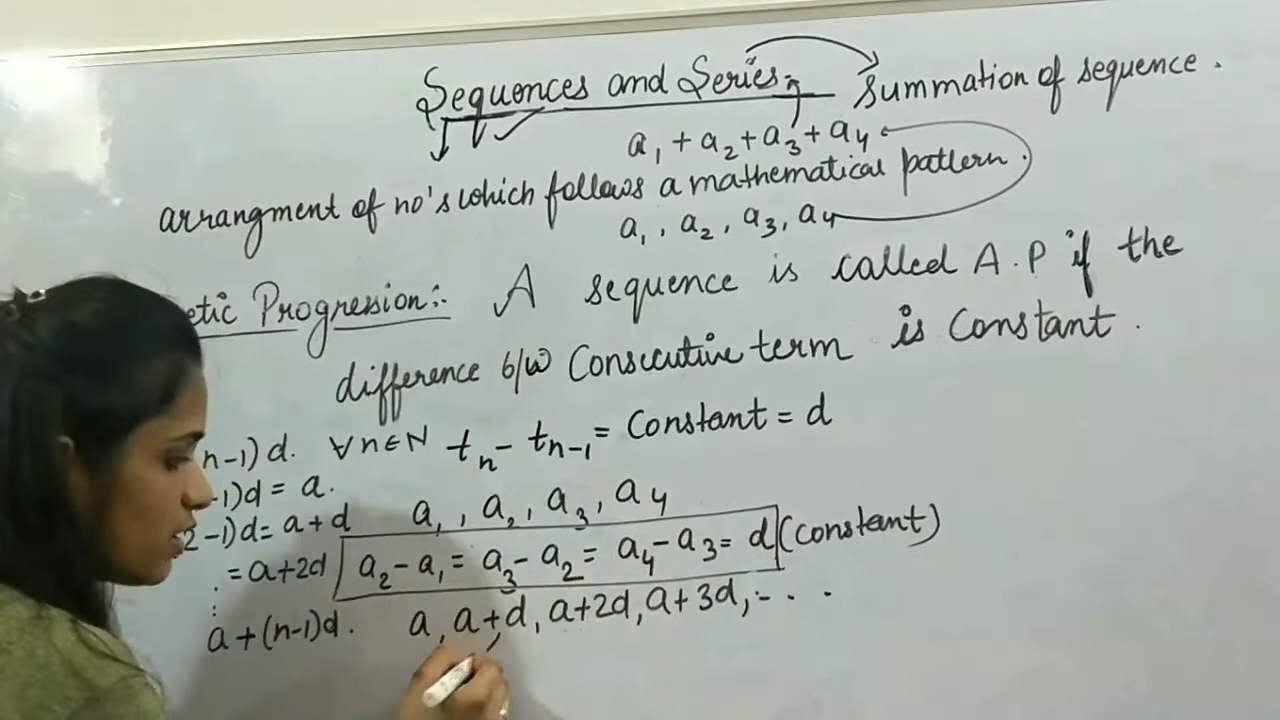 Sequences and Series:- Summation of sequence.
a₁ + a₂ + a₃ + a₄
arrangment of no's which follows a mathematical pattern.
a₁, a₂, a₃, a₄
etic Progression:- A sequence is called A.P if the
difference b/w Consecutive term is Constant.
n-1)d. ∀n∈N tₙ - tₙ₋₁ = Constant = d
-1)d = a.
2-1)d = a+d a₁, a₂, a₃, a₄
= a+2d a₂ - a₁ = a₃ - a₂ = a₄ - a₃ = d (constant)
a+(n-1)d. a, a+d, a+2d, a+3d, - . .